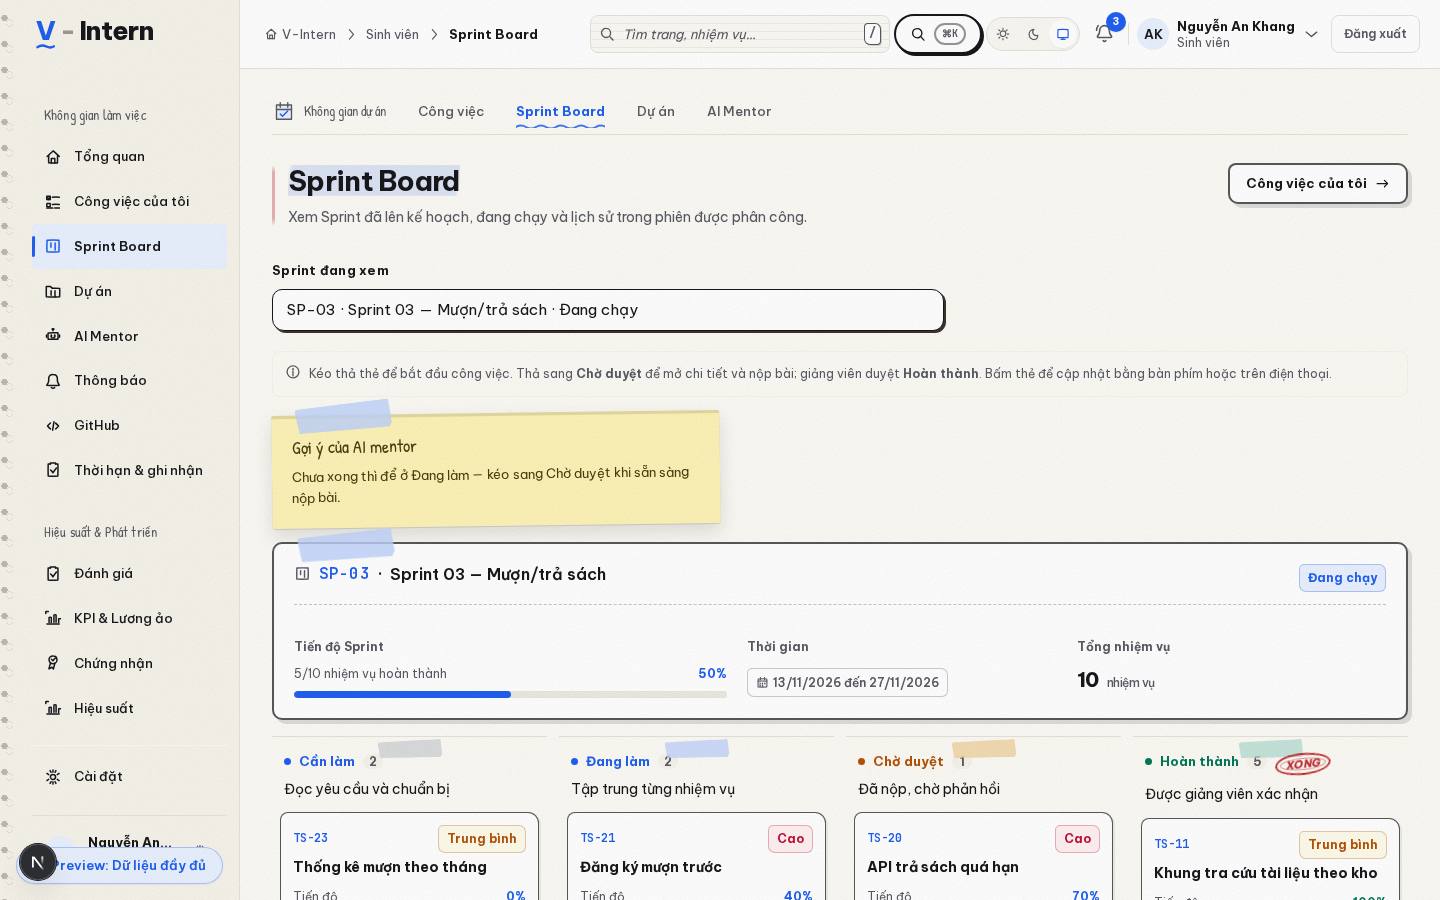 V - Intern
V-Intern > Sinh viên > Sprint Board
Tìm trang, nhiệm vụ...
/
⌘K
3
AK
Nguyễn An Khang
Sinh viên
Đăng xuất
Không gian làm việc
Tổng quan
Công việc của tôi
Sprint Board
Dự án
AI Mentor
Thông báo
GitHub
Thời hạn & ghi nhận
Hiệu suất & Phát triển
Đánh giá
KPI & Lương ảo
Chứng nhận
Hiệu suất
Cài đặt
Nguyễn An...
N
Preview: Dữ liệu đầy đủ
Không gian dự án
Công việc
Sprint Board
Dự án
AI Mentor
Sprint Board
Xem Sprint đã lên kế hoạch, đang chạy và lịch sử trong phiên được phân công.
Công việc của tôi →
Sprint đang xem
SP-03 · Sprint 03 — Mượn/trả sách · Đang chạy
Kéo thả thẻ để bắt đầu công việc. Thả sang Chờ duyệt để mở chi tiết và nộp bài; giảng viên duyệt Hoàn thành. Bấm thẻ để cập nhật bằng bàn phím hoặc trên điện thoại.
Gợi ý của AI mentor
Chưa xong thì để ở Đang làm — kéo sang Chờ duyệt khi sẵn sàng
nộp bài.
SP-03 · Sprint 03 — Mượn/trả sách
Đang chạy
Tiến độ Sprint
5/10 nhiệm vụ hoàn thành
50%
Thời gian
13/11/2026 đến 27/11/2026
Tổng nhiệm vụ
10 nhiệm vụ
Cần làm 2
Đọc yêu cầu và chuẩn bị
TS-23
Trung bình
Thống kê mượn theo tháng
Tiến độ
0%
Đang làm 2
Tập trung từng nhiệm vụ
TS-21
Cao
Đăng ký mượn trước
Tiến độ
40%
Chờ duyệt 1
Đã nộp, chờ phản hồi
TS-20
Cao
API trả sách quá hạn
Tiến độ
70%
Hoàn thành 5
XONG
Được giảng viên xác nhận
TS-11
Trung bình
Khung tra cứu tài liệu theo kho
Tiến độ
100%